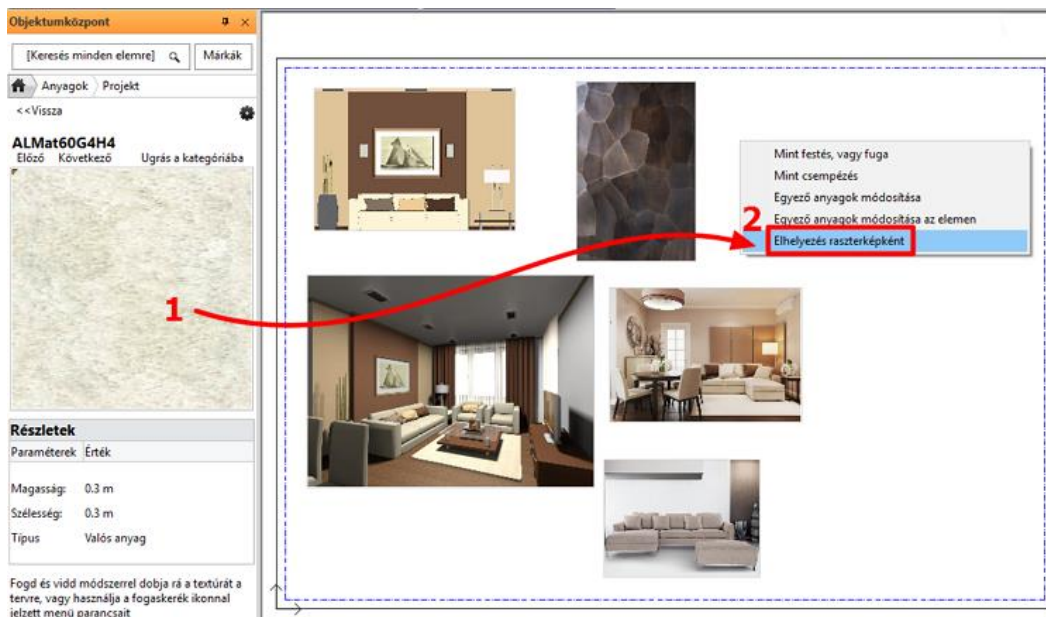 Objektumközpont
[Keresés minden elemre]
Márkák
Anyagok
Projekt
<<Vissza
ALMat60G4H4
Előző Következő Ugrás a kategóriába
1
Részletek
Paraméterek Érték
Magasság: 0.3 m
Szélesség: 0.3 m
Típus Valós anyag
Fogd és vidd módszerrel dobja rá a textúrát a
tervre, vagy használja a fogaskerék ikonnal
jelzett menü parancsait
Mint festés, vagy fuga
Mint csempézés
Egyező anyagok módosítása
Egyező anyagok módosítása az elemen
2
Elhelyezés raszterképként